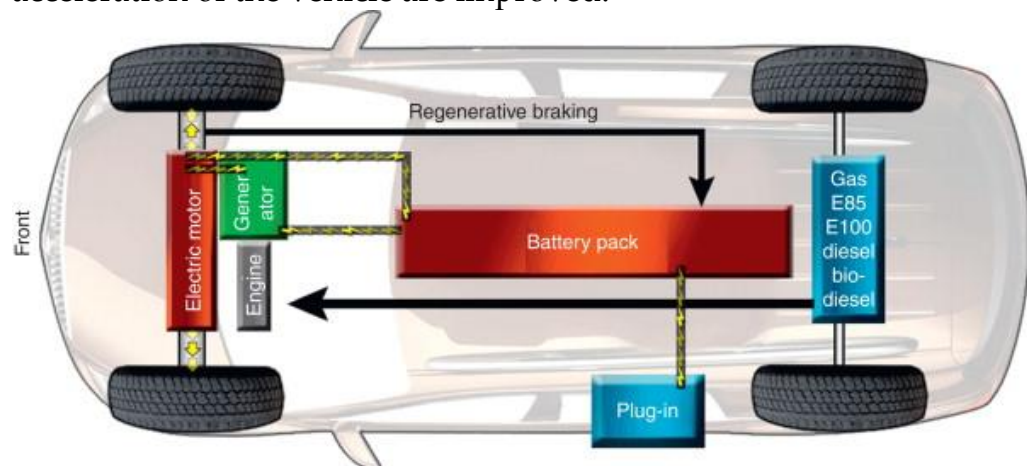 acceleration of the vehicle are improved.
Regenerative braking
Front
Electric motor
Gener
ator
Engine
Battery pack
Gas
E85
E100
diesel
bio-
diesel
Plug-in